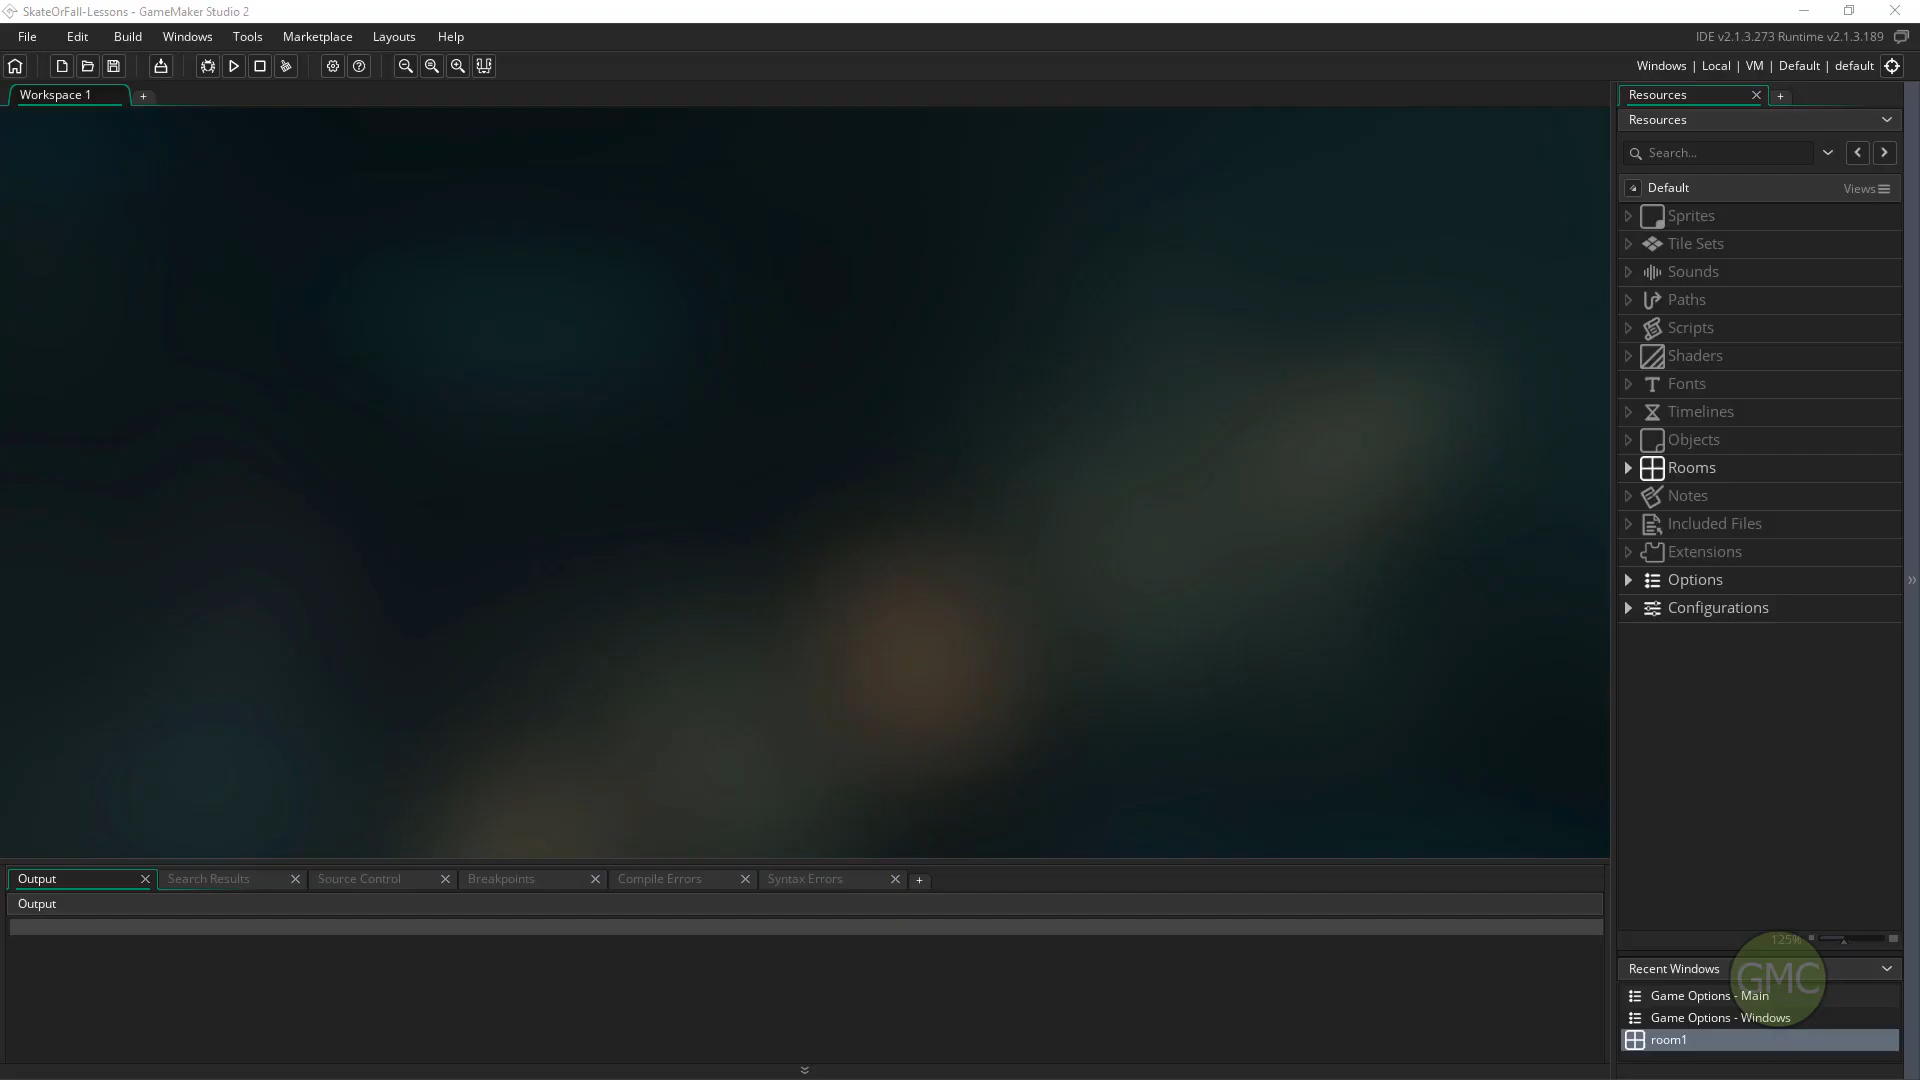 SkateOrFall-Lessons - GameMaker Studio 2
File Edit Build Windows Tools Marketplace Layouts Help
IDE v2.1.3.273 Runtime v2.1.3.189
Windows | Local | VM | Default | default
Workspace 1 +
Resources +
Resources
Search...
Default Views
Sprites
Tile Sets
Sounds
Paths
Scripts
Shaders
Fonts
Timelines
Objects
Rooms
Notes
Included Files
Extensions
Options
Configurations
Output Search Results Source Control Breakpoints Compile Errors Syntax Errors +
Output
125%
Recent Windows
GMC
Game Options - Main
Game Options - Windows
room1